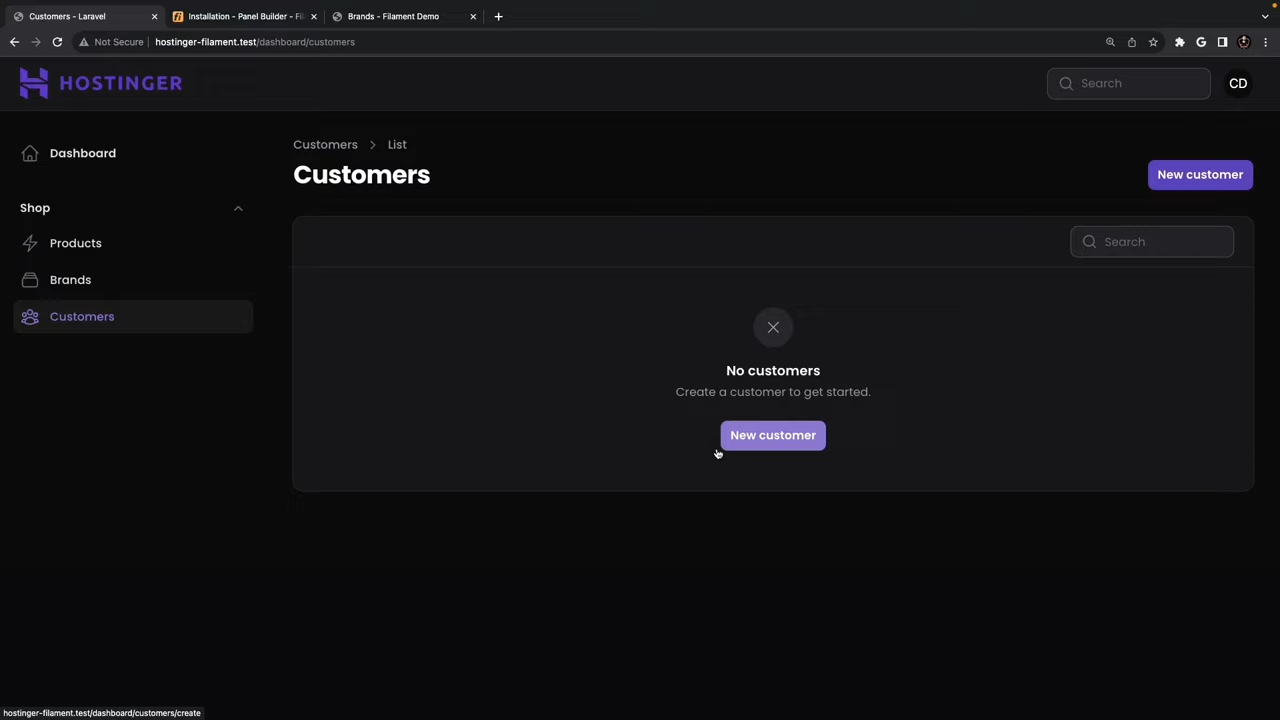 Customers - Laravel
Installation - Panel Builder - Fi
Brands - Filament Demo
Not Secure
hostinger-filament.test/dashboard/customers
HOSTINGER
Search
CD
Dashboard
Shop
Products
Brands
Customers
Customers > List
Customers
New customer
Search
No customers
Create a customer to get started.
New customer
hostinger-filament.test/dashboard/customers/create